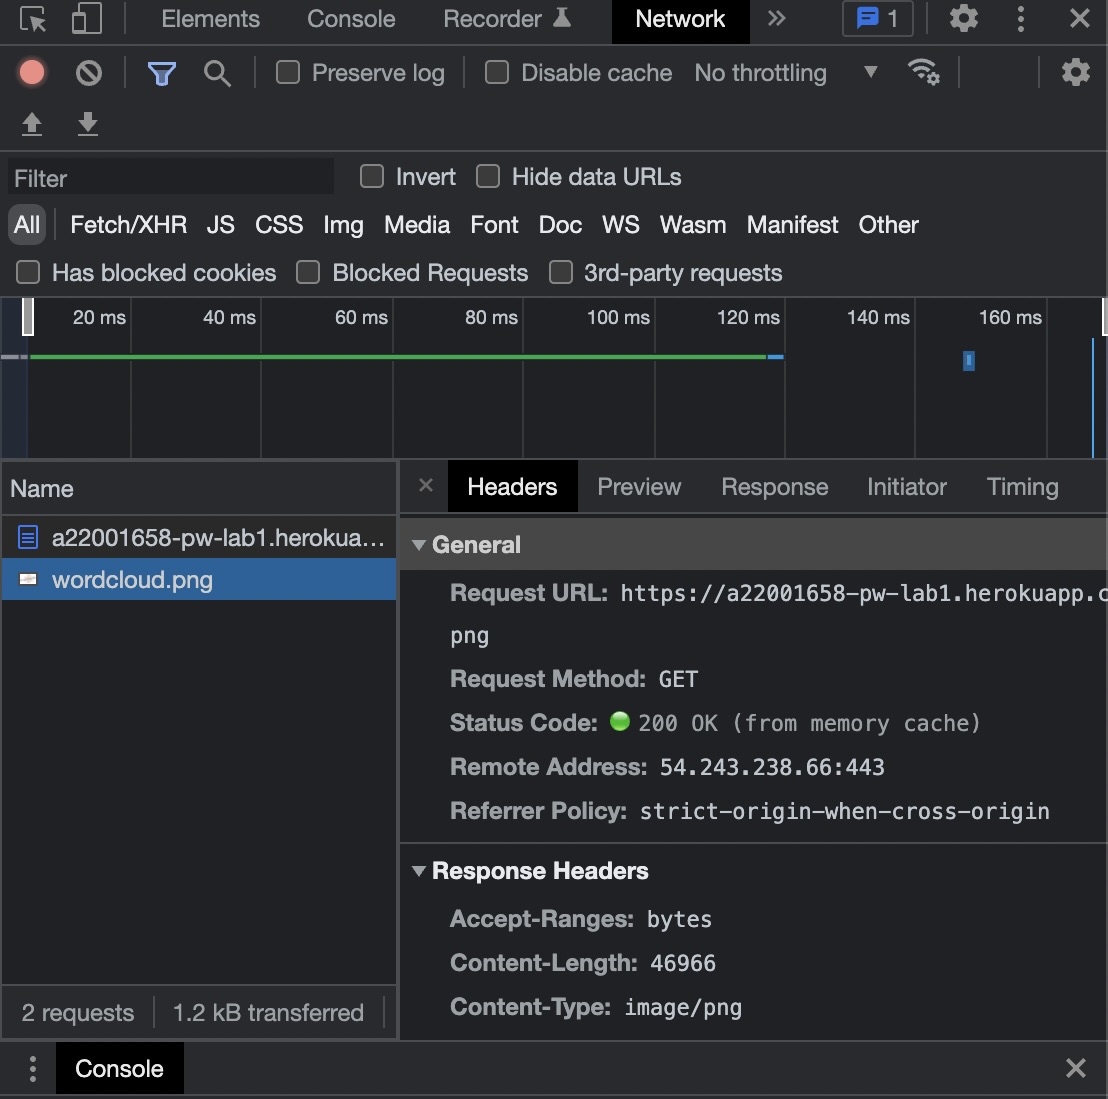 Elements Console Recorder Network 1
Preserve log Disable cache No throttling
Filter Invert Hide data URLs
All Fetch/XHR JS CSS Img Media Font Doc WS Wasm Manifest Other
Has blocked cookies Blocked Requests 3rd-party requests
20 ms 40 ms 60 ms 80 ms 100 ms 120 ms 140 ms 160 ms
Name
a22001658-pw-lab1.herokua...
wordcloud.png
2 requests 1.2 kB transferred
Headers Preview Response Initiator Timing
General
Request URL: https://a22001658-pw-lab1.herokuapp.c
png
Request Method: GET
Status Code: 200 OK (from memory cache)
Remote Address: 54.243.238.66:443
Referrer Policy: strict-origin-when-cross-origin
Response Headers
Accept-Ranges: bytes
Content-Length: 46966
Content-Type: image/png
Console